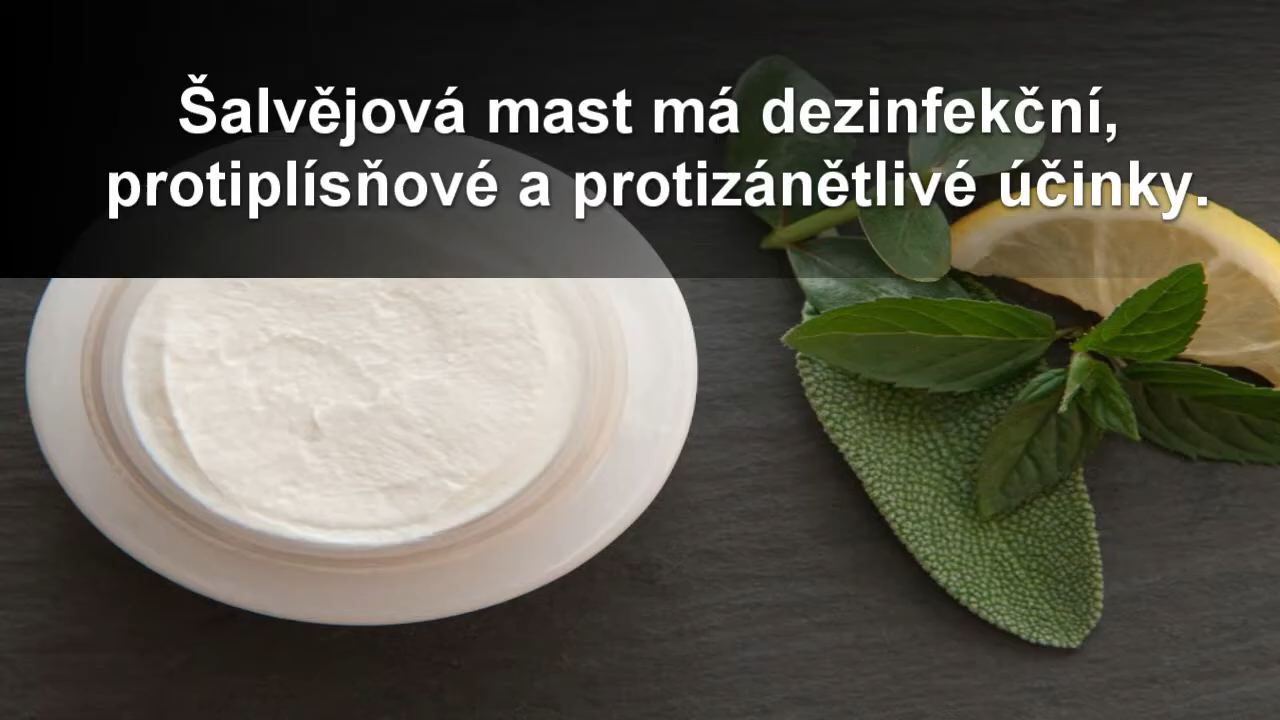 Šalvějová mast má dezinfekční,
protiplísňové a protizánětlivé účinky.